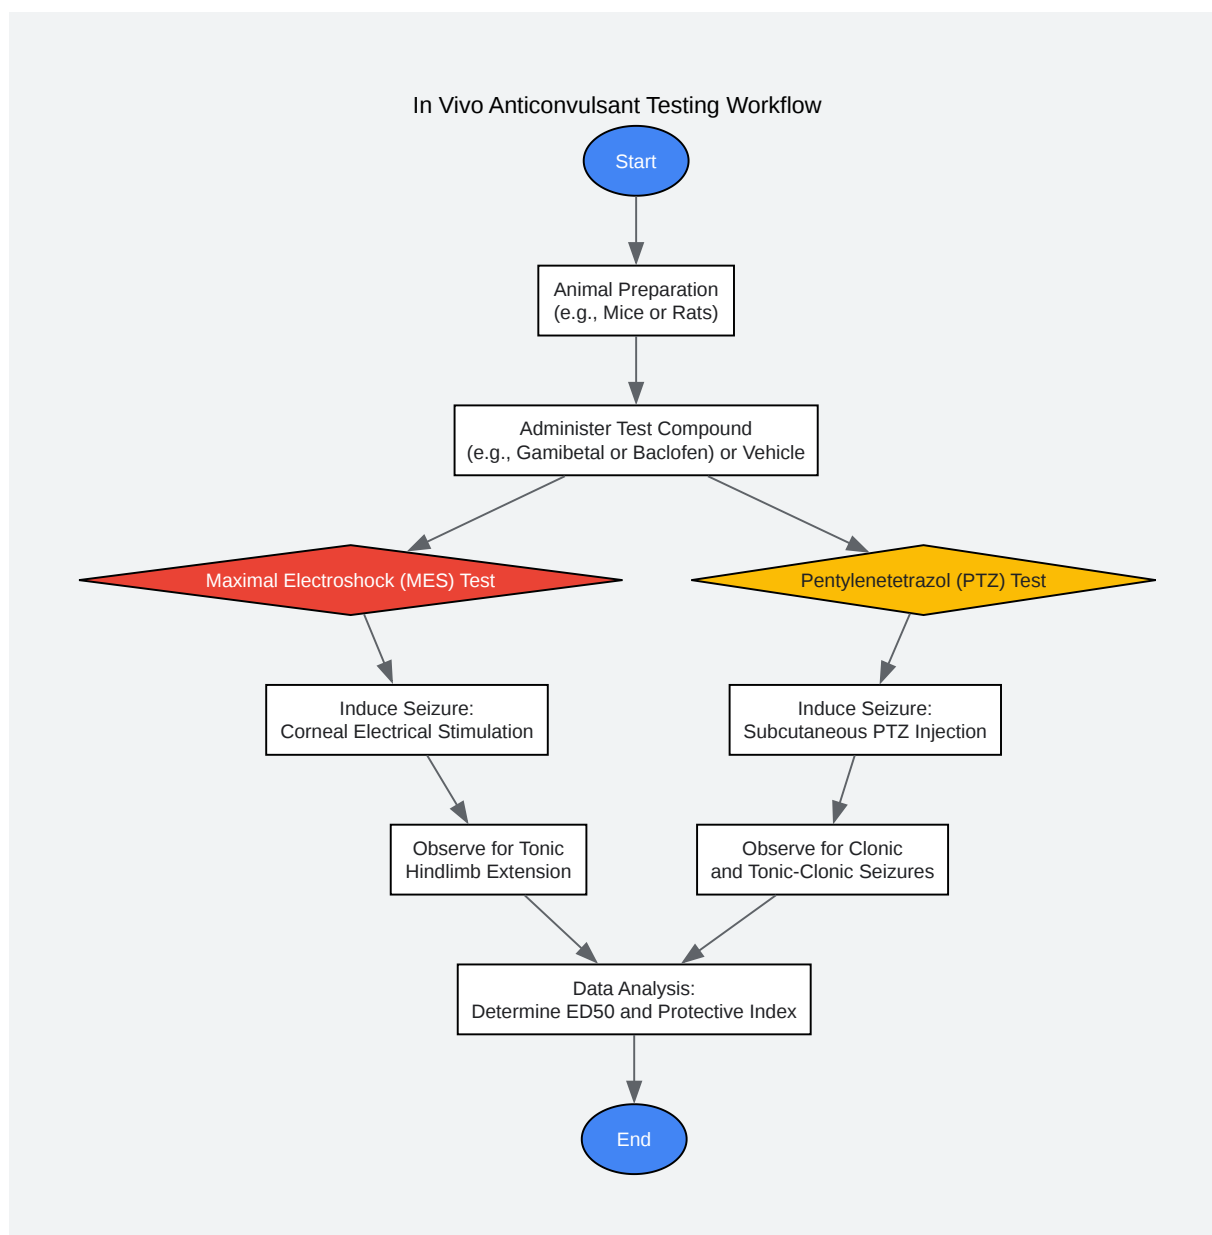 In Vivo Anticonvulsant Testing Workflow
Start
Animal Preparation
(e.g., Mice or Rats)
Administer Test Compound
(e.g., Gamibetal or Baclofen) or Vehicle
Maximal Electroshock (MES) Test
Pentylenetetrazol (PTZ) Test
Induce Seizure:
Corneal Electrical Stimulation
Induce Seizure:
Subcutaneous PTZ Injection
Observe for Tonic
Hindlimb Extension
Observe for Clonic
and Tonic-Clonic Seizures
Data Analysis:
Determine ED50 and Protective Index
End